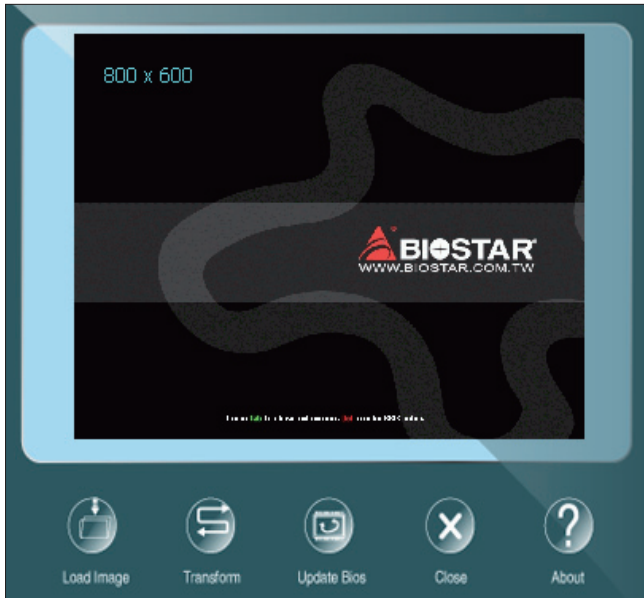 800 x 600
BIOSTAR
WWW.BIOSTAR.COM.TW
Load Image
Transform
Update Bios
Close
About